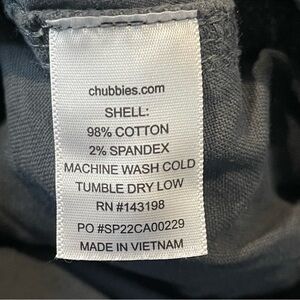 chubbies.com
SHELL:
98% COTTON
2% SPANDEX
MACHINE WASH COLD
TUMBLE DRY LOW
RN #143198
PO #SP22CA00229
MADE IN VIETNAM